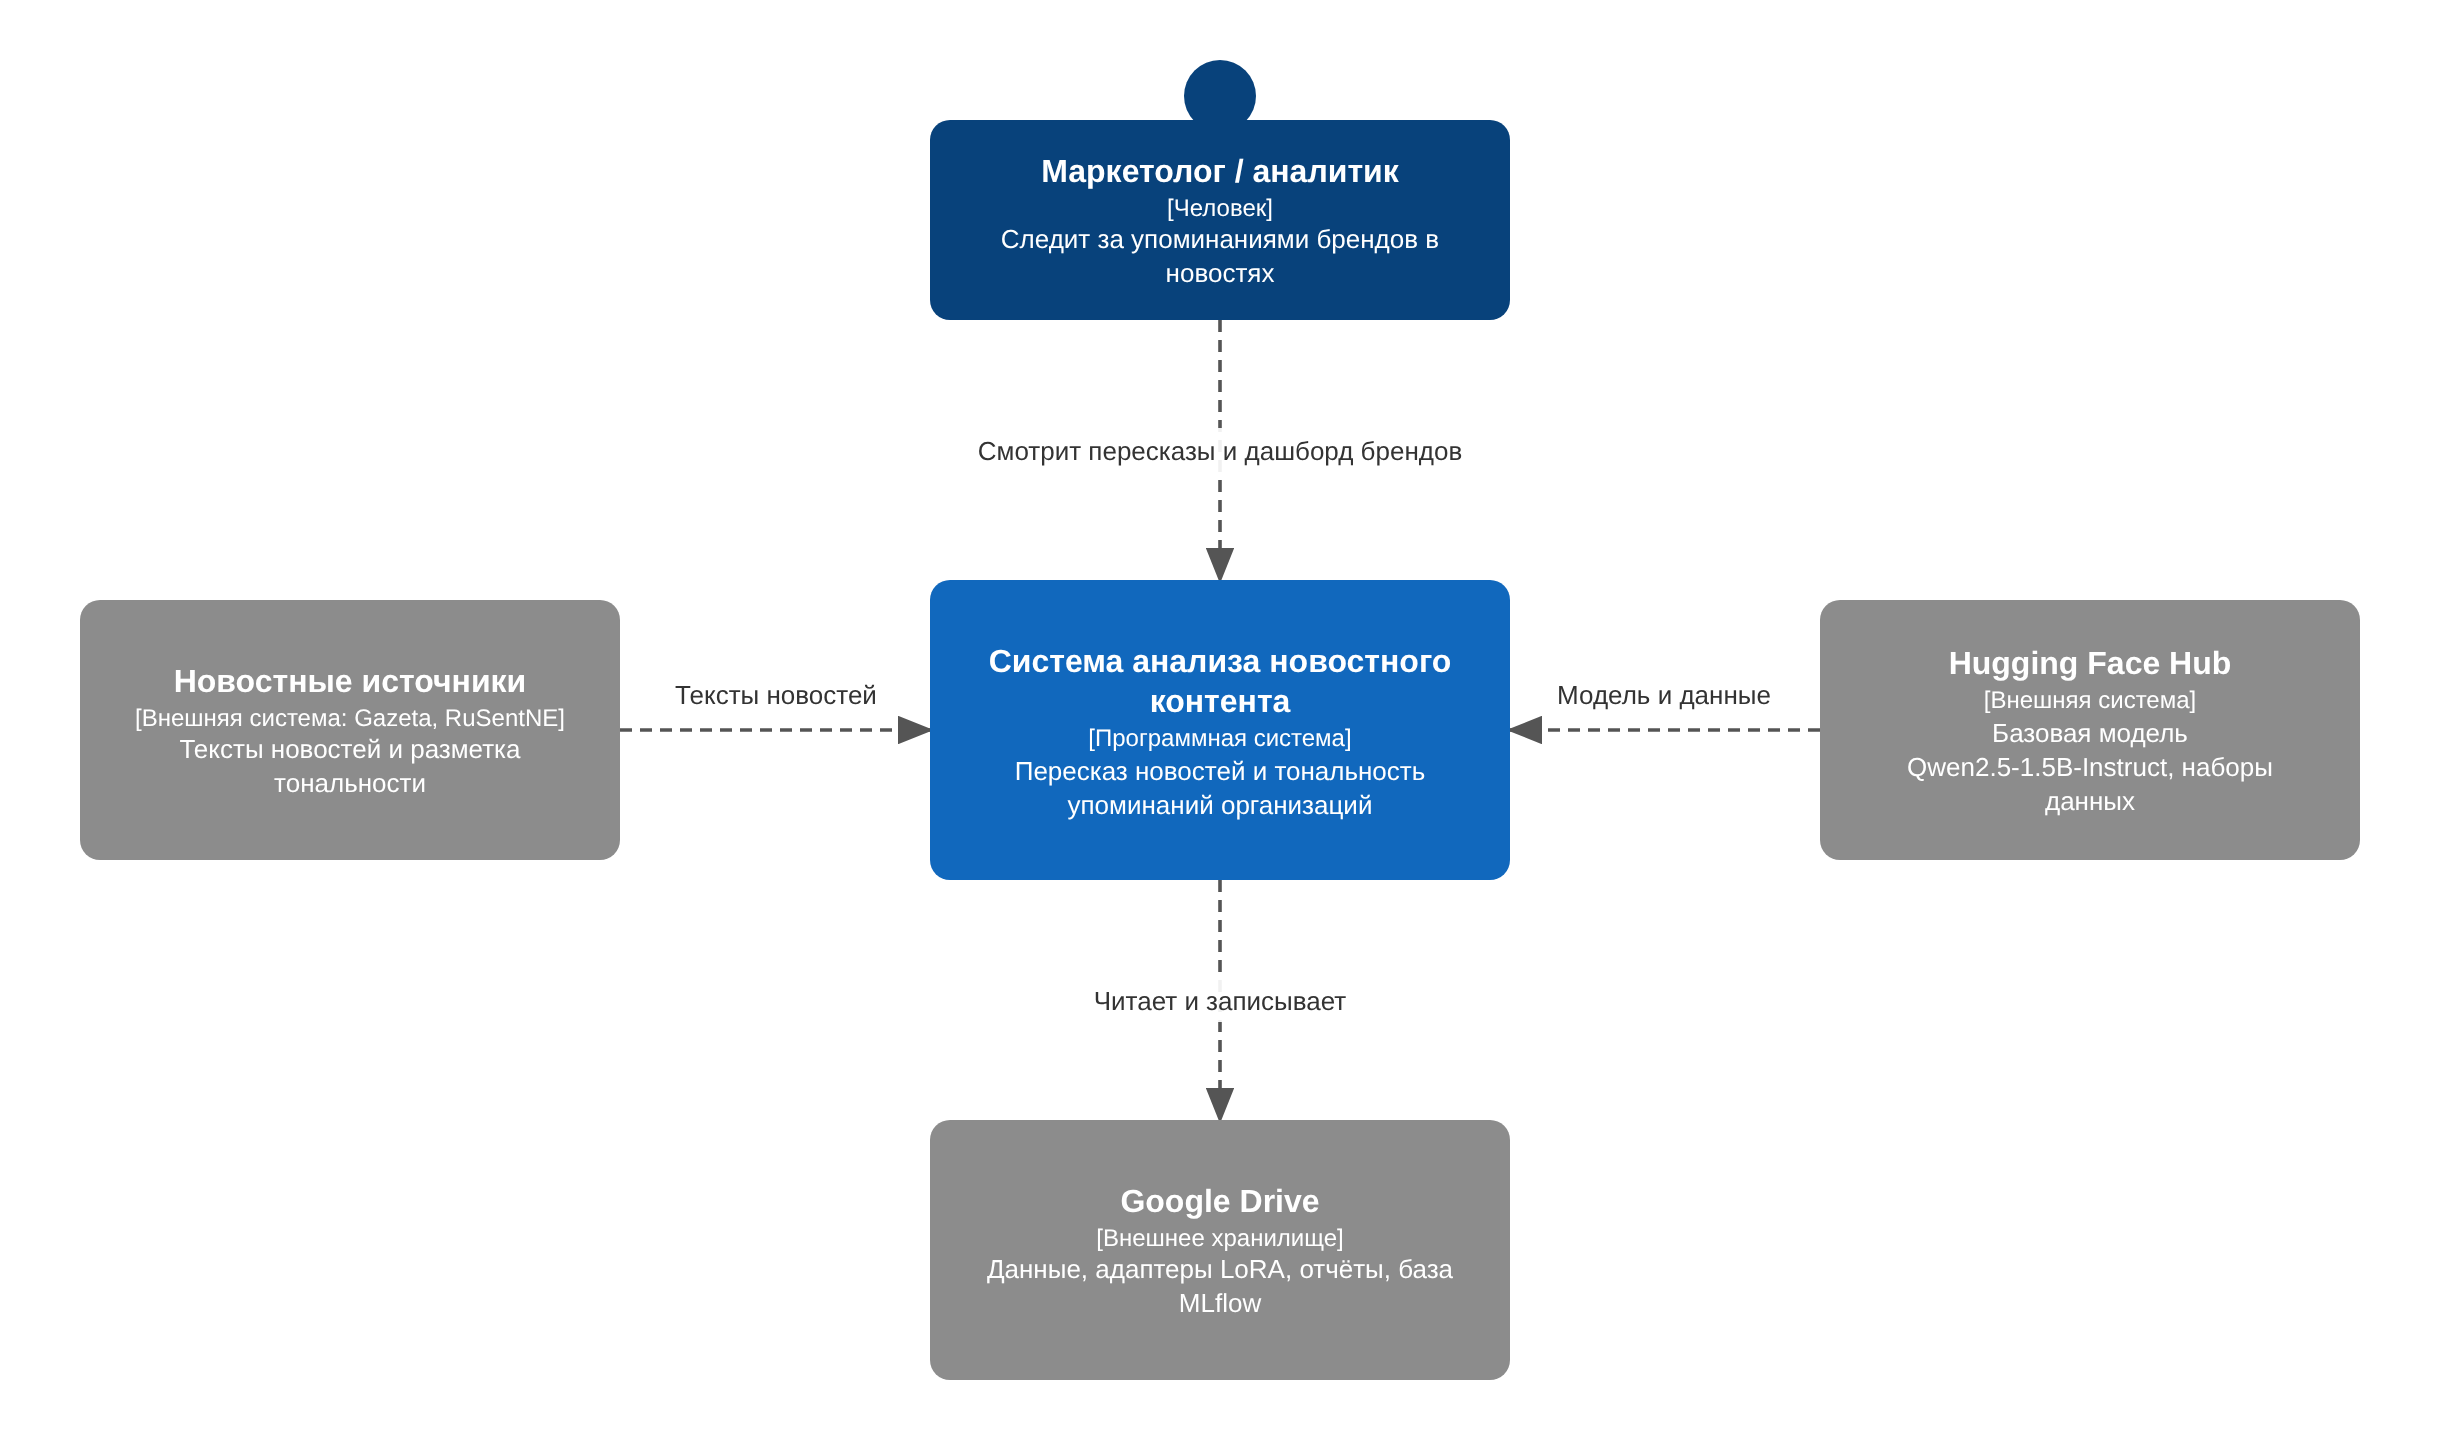 Маркетолог / аналитик
[Человек]
Следит за упоминаниями брендов в
новостях
Смотрит пересказы и дашборд брендов
Новостные источники
[Внешняя система: Gazeta, RuSentNE]
Тексты новостей и разметка
тональности
Тексты новостей
Система анализа новостного
контента
[Программная система]
Пересказ новостей и тональность
упоминаний организаций
Модель и данные
Hugging Face Hub
[Внешняя система]
Базовая модель
Qwen2.5-1.5B-Instruct, наборы
данных
Читает и записывает
Google Drive
[Внешнее хранилище]
Данные, адаптеры LoRA, отчёты, база
MLflow